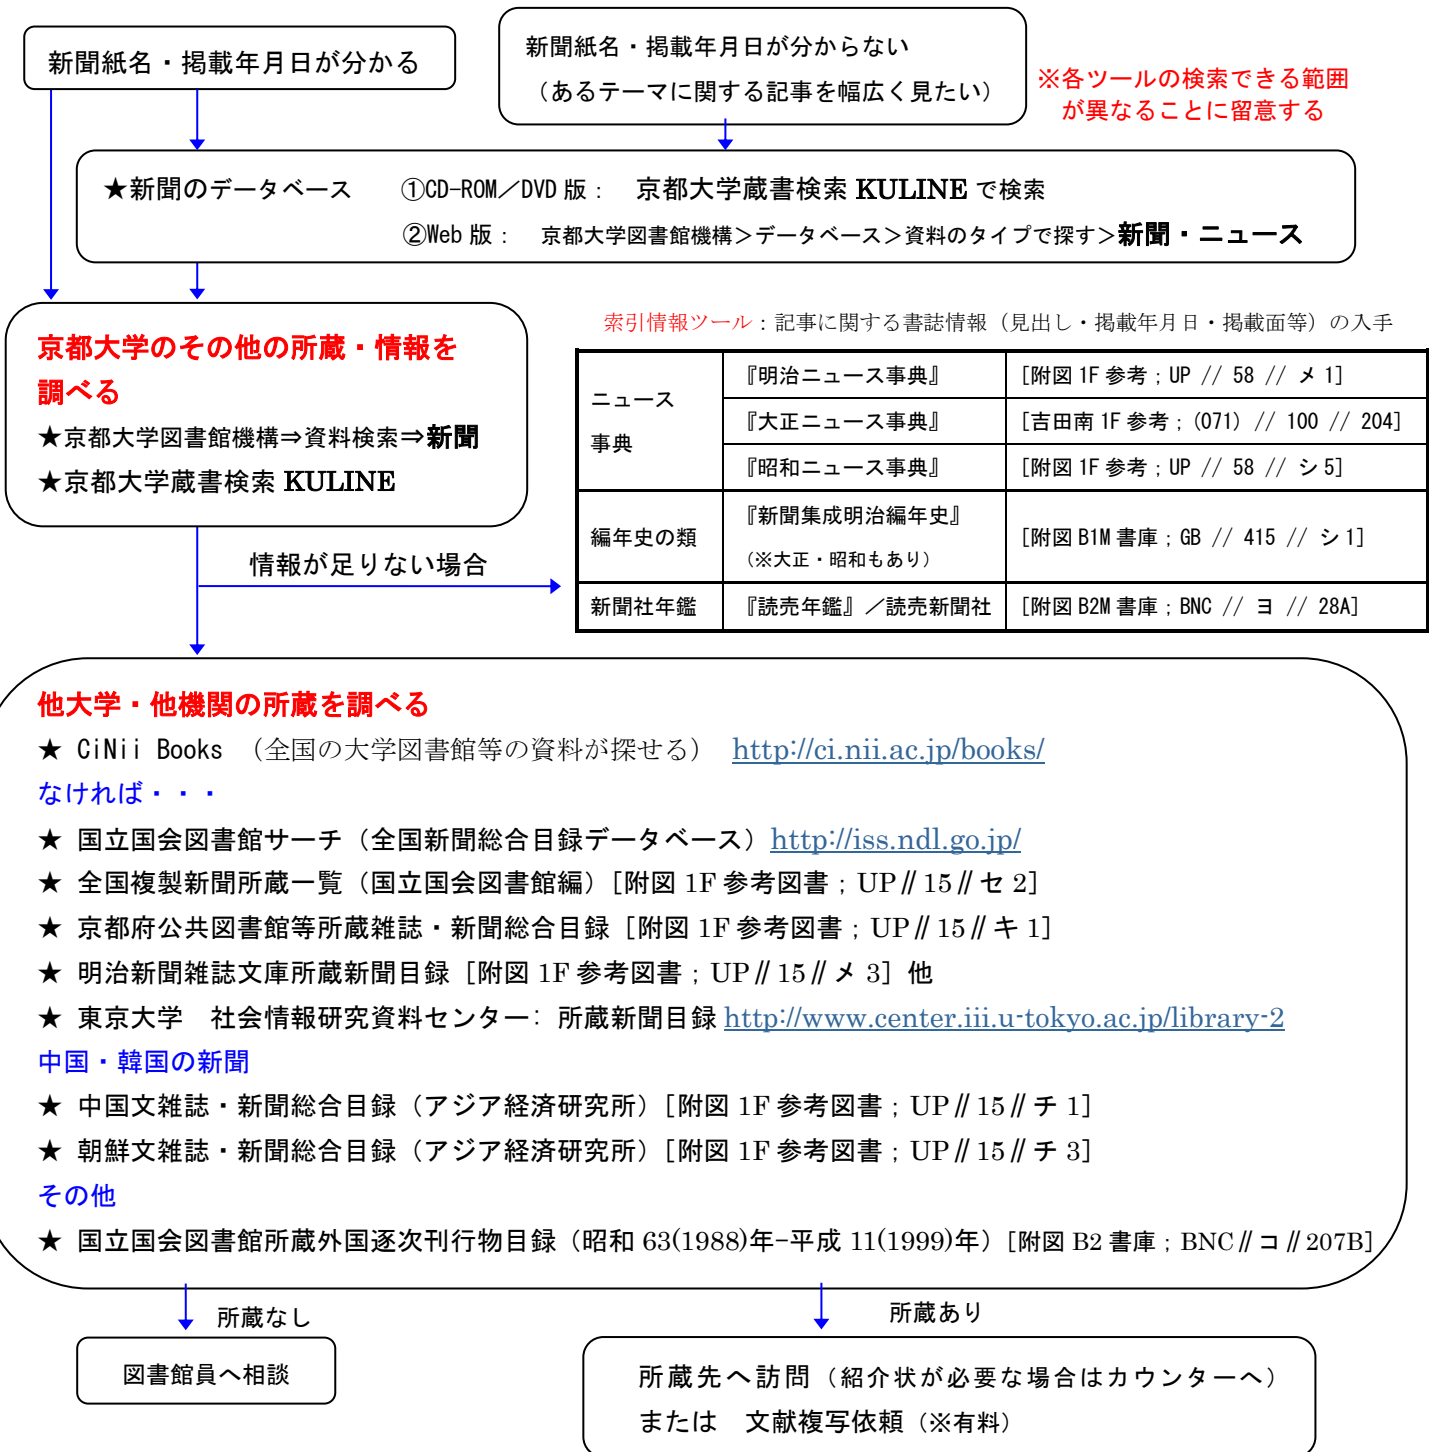 新聞紙名・掲載年月日が分かる
新聞紙名・掲載年月日が分からない
（あるテーマに関する記事を幅広く見たい）
※各ツールの検索できる範囲
が異なることに留意する
★新聞のデータベース　①CD-ROM／DVD 版：　京都大学蔵書検索 KULINE で検索
②Web 版：　京都大学図書館機構＞データベース＞資料のタイプで探す＞新聞・ニュース
京都大学のその他の所蔵・情報を
調べる
★京都大学図書館機構⇒資料検索⇒新聞
★京都大学蔵書検索 KULINE
索引情報ツール：記事に関する書誌情報（見出し・掲載年月日・掲載面等）の入手
ニュース
事典
『明治ニュース事典』　[附図 1F 参考；UP // 58 // メ 1]
『大正ニュース事典』　[吉田南 1F 参考；(071) // 100 // 204]
『昭和ニュース事典』　[附図 1F 参考；UP // 58 // シ 5]
編年史の類
『新聞集成明治編年史』
（※大正・昭和もあり）
[附図 B1M 書庫；GB // 415 // シ 1]
新聞社年鑑　『読売年鑑』／読売新聞社　[附図 B2M 書庫；BNC // ヨ // 28A]
情報が足りない場合
他大学・他機関の所蔵を調べる
★ CiNii Books （全国の大学図書館等の資料が探せる） http://ci.nii.ac.jp/books/
なければ・・・
★ 国立国会図書館サーチ（全国新聞総合目録データベース）http://iss.ndl.go.jp/
★ 全国複製新聞所蔵一覧（国立国会図書館編）[附図 1F 参考図書；UP∥15∥セ 2]
★ 京都府公共図書館等所蔵雑誌・新聞総合目録［附図 1F 参考図書；UP∥15∥キ 1]
★ 明治新聞雑誌文庫所蔵新聞目録［附図 1F 参考図書；UP∥15∥メ 3］他
★ 東京大学　社会情報研究資料センター: 所蔵新聞目録 http://www.center.iii.u-tokyo.ac.jp/library-2
中国・韓国の新聞
★ 中国文雑誌・新聞総合目録（アジア経済研究所）[附図 1F 参考図書；UP∥15∥チ 1]
★ 朝鮮文雑誌・新聞総合目録（アジア経済研究所）[附図 1F 参考図書；UP∥15∥チ 3]
その他
★ 国立国会図書館所蔵外国逐次刊行物目録（昭和 63(1988)年-平成 11(1999)年）[附図 B2 書庫；BNC∥コ∥207B]
所蔵なし
所蔵あり
図書館員へ相談
所蔵先へ訪問（紹介状が必要な場合はカウンターへ）
または　文献複写依頼（※有料）